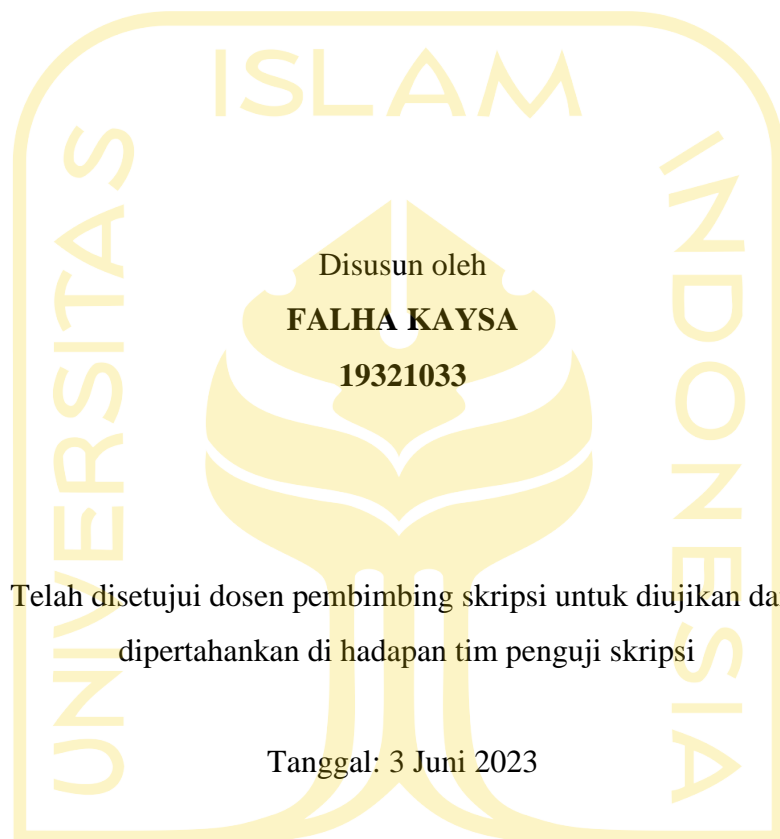 ISLAM
UNIVERSITAS
INDONESIA
Disusun oleh
FALHA KAYSA
19321033
Telah disetujui dosen pembimbing skripsi untuk diujikan da
dipertahankan di hadapan tim penguji skripsi
Tanggal: 3 Juni 2023